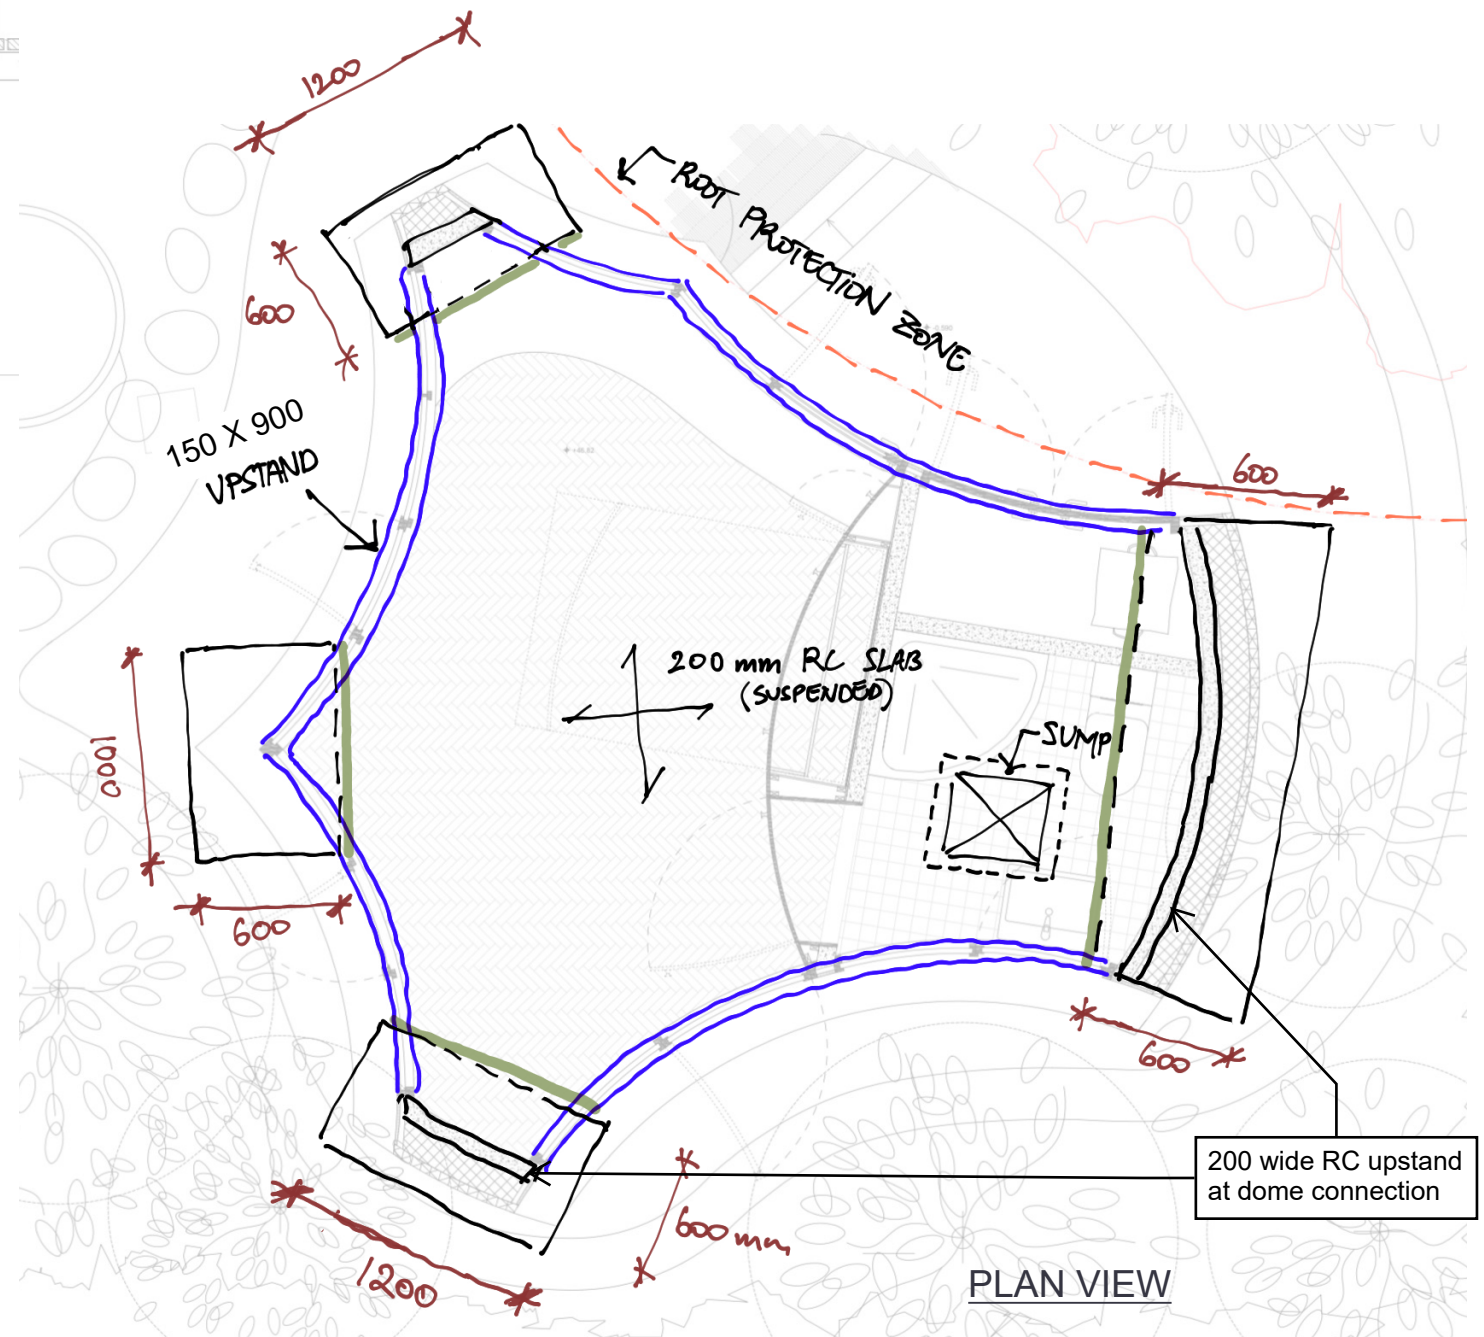 1200
ROOT PROTECTION ZONE
600
150 X 900
UPSTAND
600
200 mm RC SLAB
(SUSPENDED)
SUMP
1000
600
600
200 wide RC upstand
at dome connection
600 mm
1200
PLAN VIEW